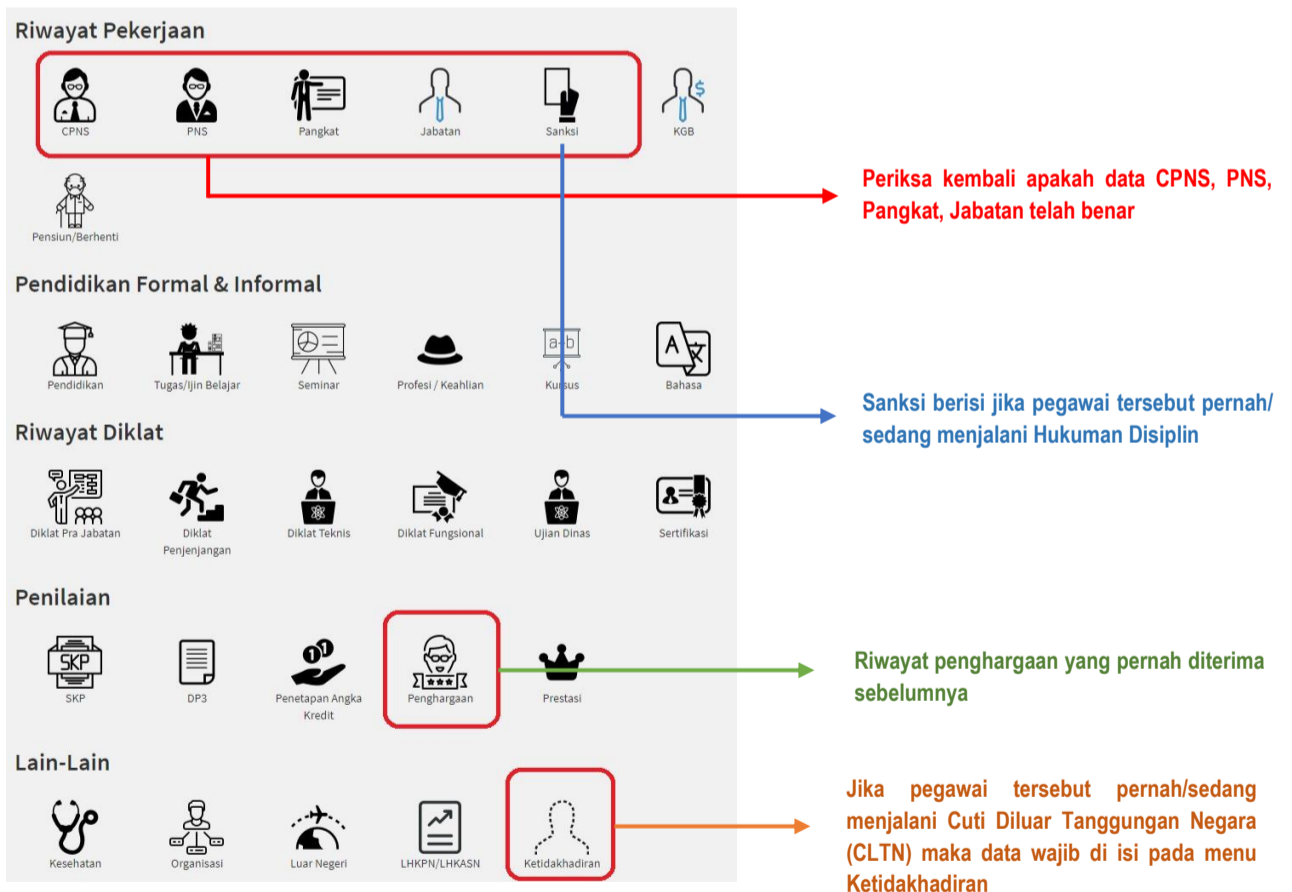 Riwayat Pekerjaan
CPNS
PNS
Pangkat
Jabatan
Sanksi
$
KGB
Pensiun/Berhenti
Periksa kembali apakah data CPNS, PNS,
Pangkat, Jabatan telah benar
Pendidikan Formal & Informal
a-b
A
文
Pendidikan
Tugas/Ijin Belajar
Seminar
Profesi / Keahlian
Kursus
Bahasa
Sanksi berisi jika pegawai tersebut pernah/
sedang menjalani Hukuman Disiplin
Riwayat Diklat
Diklat Pra Jabatan
Diklat
Penjenjangan
Diklat Teknis
Diklat Fungsional
Ujian Dinas
Sertifikasi
Penilaian
SKP
1
SKP
DP3
Penetapan Angka
Kredit
Penghargaan
Prestasi
Riwayat penghargaan yang pernah diterima
sebelumnya
Lain-Lain
Kesehatan
Organisasi
Luar Negeri
LHKPN/LHKASN
Ketidakhadiran
Jika pegawai tersebut pernah/sedang
menjalani Cuti Diluar Tanggungan Negara
(CLTN) maka data wajib di isi pada menu
Ketidakhadiran